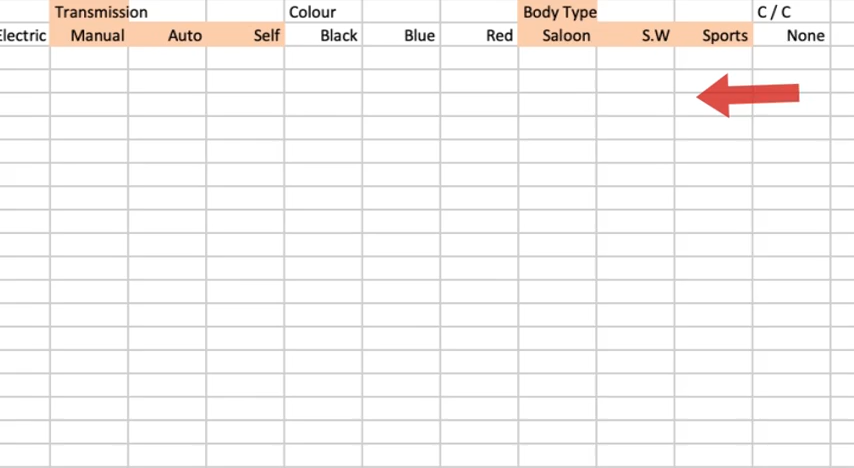 Transmission Colour Body Type C / C
Electric Manual Auto Self Black Blue Red Saloon S.W Sports None